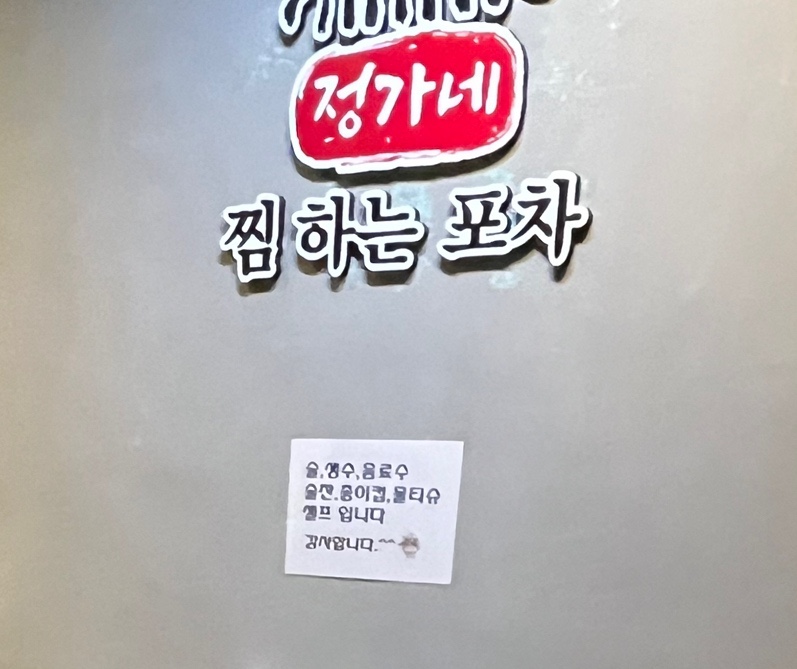 정가네
찜하는 포차
술,생수,음료수
술잔.종이컵,물티슈
셀프 입니다
감사합니다.^^